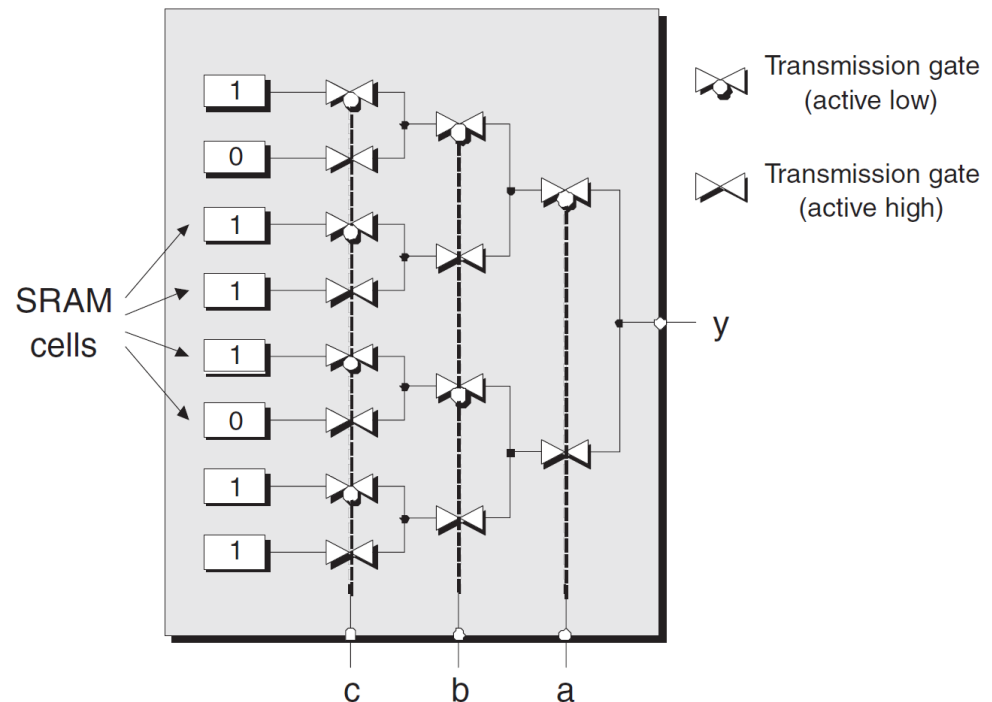 1
0
1
1
1
0
1
1
SRAM
cells
Transmission gate
(active low)
Transmission gate
(active high)
y
c b a